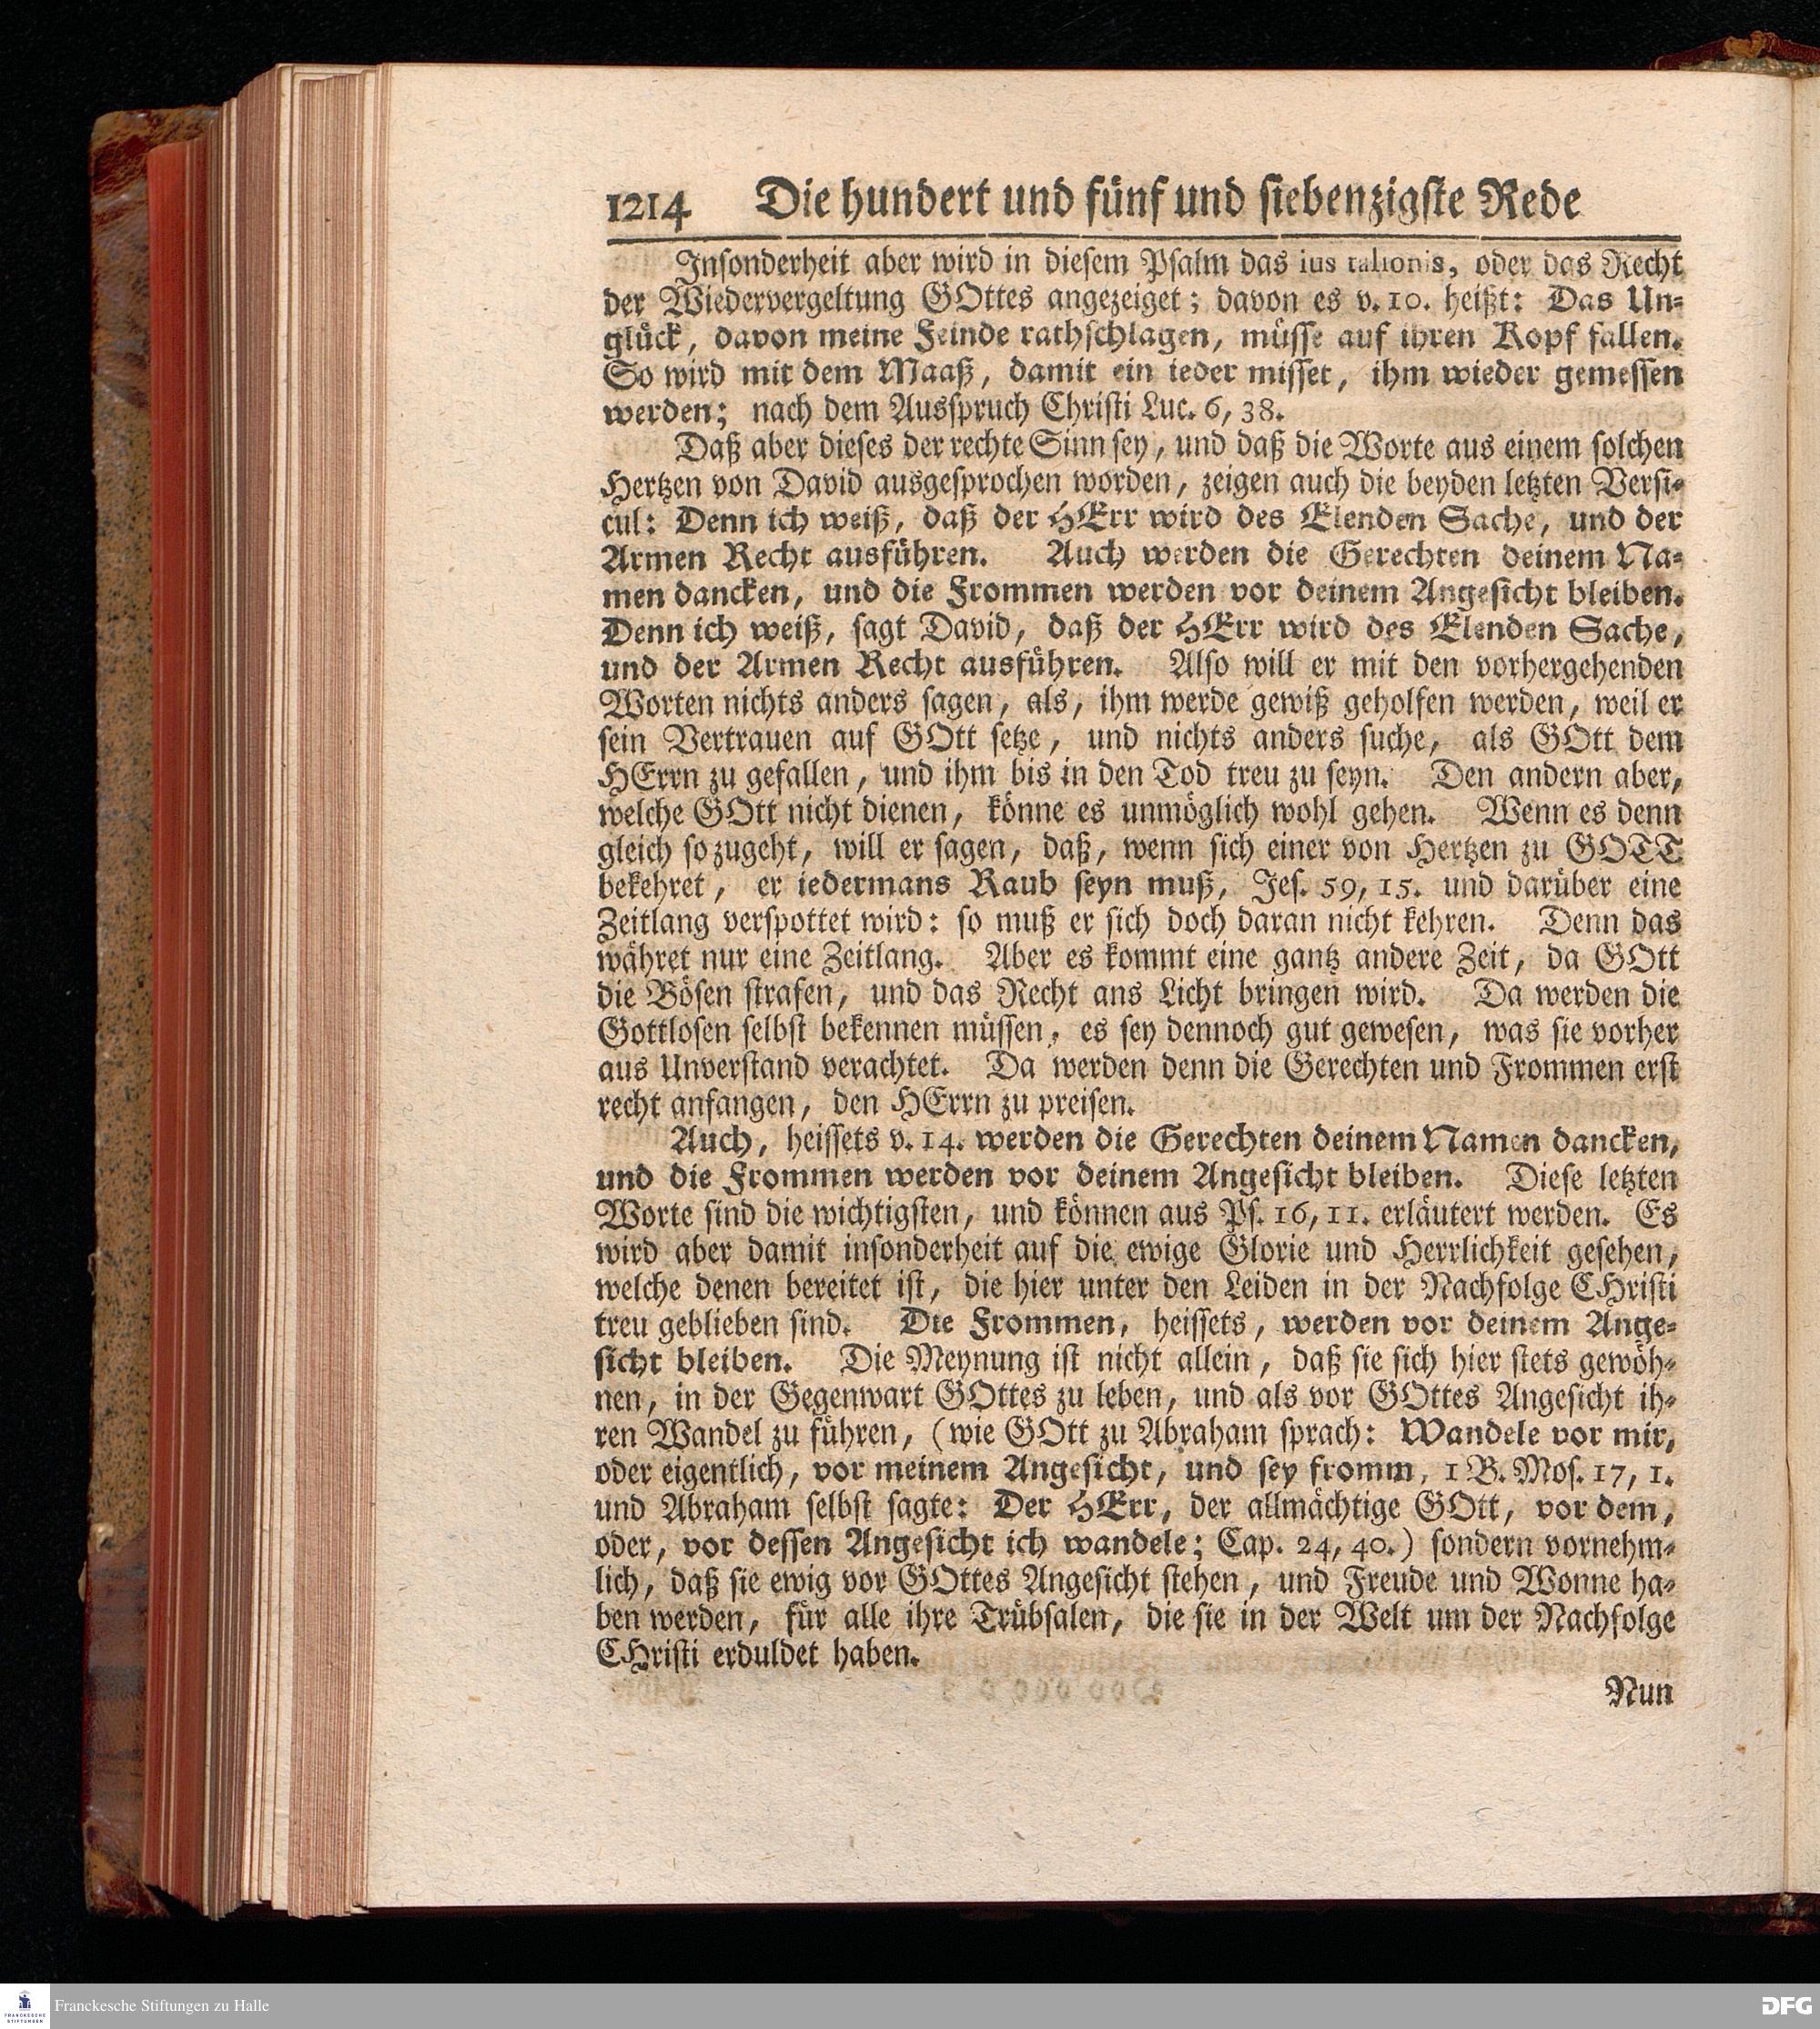 1214 Die hundert und fünf und siebenzigste Rede
Insonderheit aber wird in diesem Psalm das ius talionis, oder das Recht
der Wiedervergeltung GOttes angezeiget; davon es v. 10. heißt: Das Un-
glück, davon meine Feinde rathschlagen, müsse auf ihren Kopf fallen.
So wird mit dem Maaß, damit ein ieder misset, ihm wieder gemessen
werden; nach dem Ausspruch Christi Luc. 6, 38.
Daß aber dieses der rechte Sinn sey, und daß die Worte aus einem solchen
Hertzen von David ausgesprochen worden, zeigen auch die beyden letzten Versi-
cul: Denn ich weiß, daß der HErr wird des Elenden Sache, und der
Armen Recht ausführen. Auch werden die Gerechten deinem Na-
men dancken, und die Frommen werden vor deinem Angesicht bleiben.
Denn ich weiß, sagt David, daß der HErr wird des Elenden Sache,
und der Armen Recht ausführen. Also will er mit den vorhergehenden
Worten nichts anders sagen, als, ihm werde gewiß geholfen werden, weil er
sein Vertrauen auf GOtt setze, und nichts anders suche, als GOtt dem
HErrn zu gefallen, und ihm bis in den Tod treu zu seyn. Den andern aber,
welche GOtt nicht dienen, könne es unmöglich wohl gehen. Wenn es denn
gleich so zugeht, will er sagen, daß, wenn sich einer von Hertzen zu GOTT
bekehret, er iedermans Raub seyn muß, Jes. 59, 15. und darüber eine
Zeitlang verspottet wird: so muß er sich doch daran nicht kehren. Denn das
währet nur eine Zeitlang. Aber es kommt eine gantz andere Zeit, da GOtt
die Bösen strafen, und das Recht ans Licht bringen wird. Da werden die
Gottlosen selbst bekennen müssen, es sey dennoch gut gewesen, was sie vorher
aus Unverstand verachtet. Da werden denn die Gerechten und Frommen erst
recht anfangen, den HErrn zu preisen.
Auch, heissets v. 14. werden die Gerechten deinem Namen dancken,
und die Frommen werden vor deinem Angesicht bleiben. Diese letzten
Worte sind die wichtigsten, und können aus Ps. 16, 11. erläutert werden. Es
wird aber damit insonderheit auf die ewige Glorie und Herrlichkeit gesehen,
welche denen bereitet ist, die hier unter den Leiden in der Nachfolge CHristi
treu geblieben sind. Die Frommen, heissets, werden vor deinem Ange-
sicht bleiben. Die Meynung ist nicht allein, daß sie sich hier stets gewöh-
nen, in der Gegenwart GOttes zu leben, und als vor GOttes Angesicht ih-
ren Wandel zu führen, (wie GOtt zu Abraham sprach: Wandele vor mir,
oder eigentlich, vor meinem Angesicht, und sey fromm, 1 B. Mos. 17, 1.
und Abraham selbst sagte: Der HErr, der allmächtige GOtt, vor dem,
oder, vor dessen Angesicht ich wandele; Cap. 24, 40.) sondern vornehm-
lich, daß sie ewig vor GOttes Angesicht stehen, und Freude und Wonne ha-
ben werden, für alle ihre Trübsalen, die sie in der Welt um der Nachfolge
CHristi erduldet haben.
Nun
FRANCKESCHE
STIFTUNGEN
Franckesche Stiftungen zu Halle
DFG